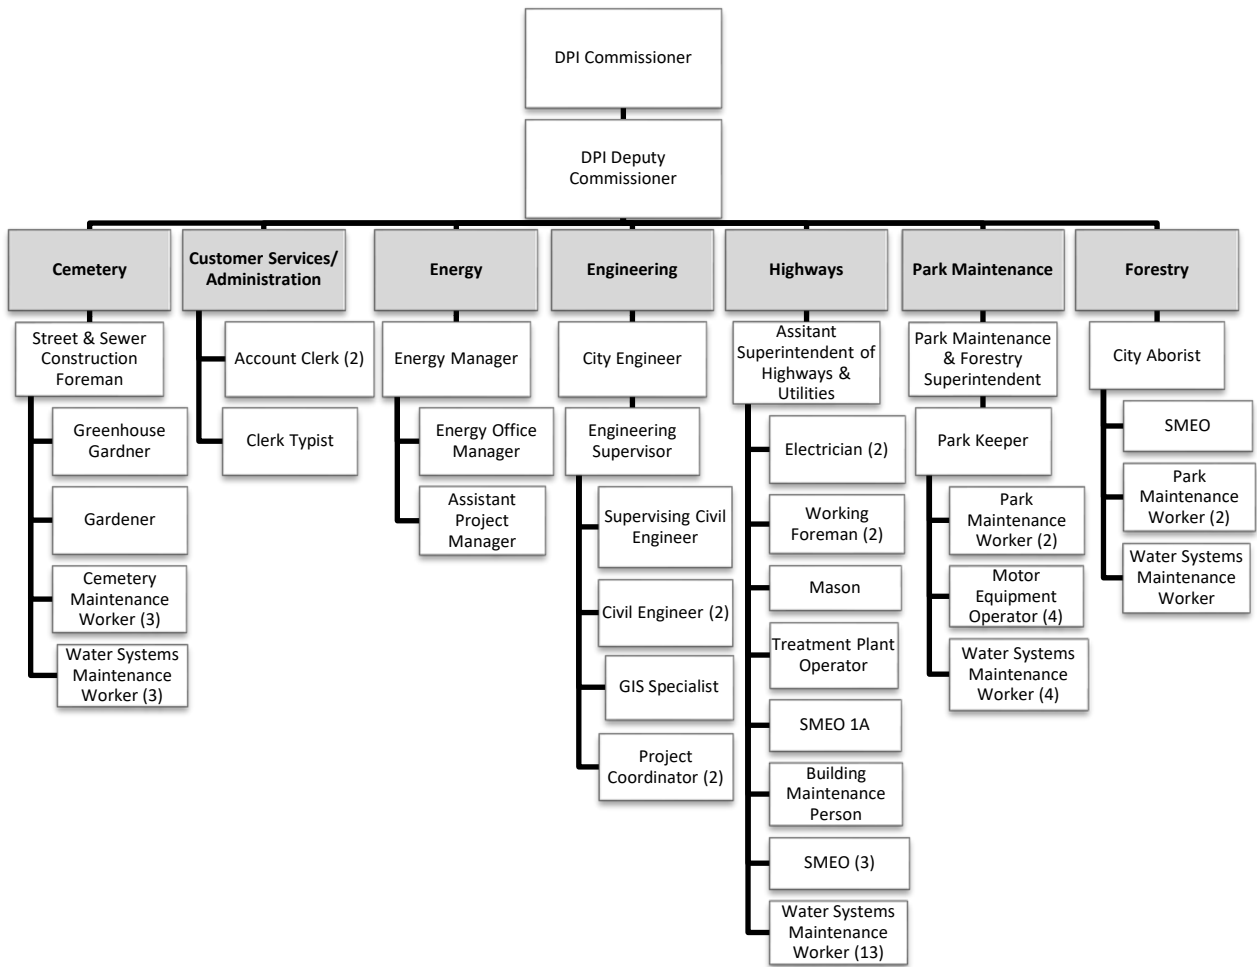 DPI Commissioner
DPI Deputy
Commissioner
Cemetery
Street & Sewer
Construction
Foreman
Greenhouse
Gardner
Gardener
Cemetery
Maintenance
Worker (3)
Water Systems
Maintenance
Worker (3)
Customer Services/
Administration
Account Clerk (2)
Clerk Typist
Energy
Energy Manager
Energy Office
Manager
Assistant
Project
Manager
Engineering
City Engineer
Engineering
Supervisor
Supervising Civil
Engineer
Civil Engineer (2)
GIS Specialist
Project
Coordinator (2)
Highways
Assitant
Superintendent of
Highways &
Utilities
Electrician (2)
Working
Foreman (2)
Mason
Treatment Plant
Operator
SMEO 1A
Building
Maintenance
Person
SMEO (3)
Water Systems
Maintenance
Worker (13)
Park Maintenance
Park Maintenance
& Forestry
Superintendent
Park Keeper
Park
Maintenance
Worker (2)
Motor
Equipment
Operator (4)
Water Systems
Maintenance
Worker (4)
Forestry
City Aborist
SMEO
Park
Maintenance
Worker (2)
Water Systems
Maintenance
Worker